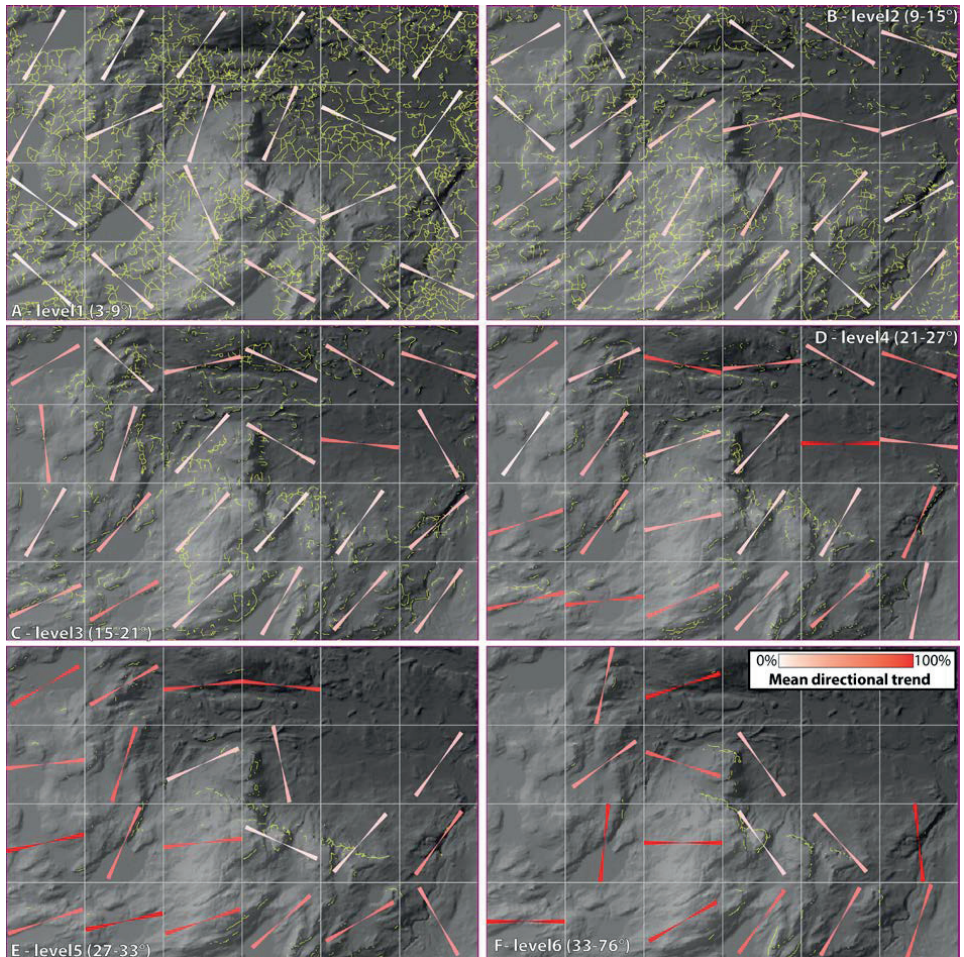 B - level2 (9-15°)
A - level1 (3-9°)
D - level4 (21-27°)
C - level3 (15-21°)
0% 100%
Mean directional trend
E - level5 (27-33°)
F- level6 (33-76°)